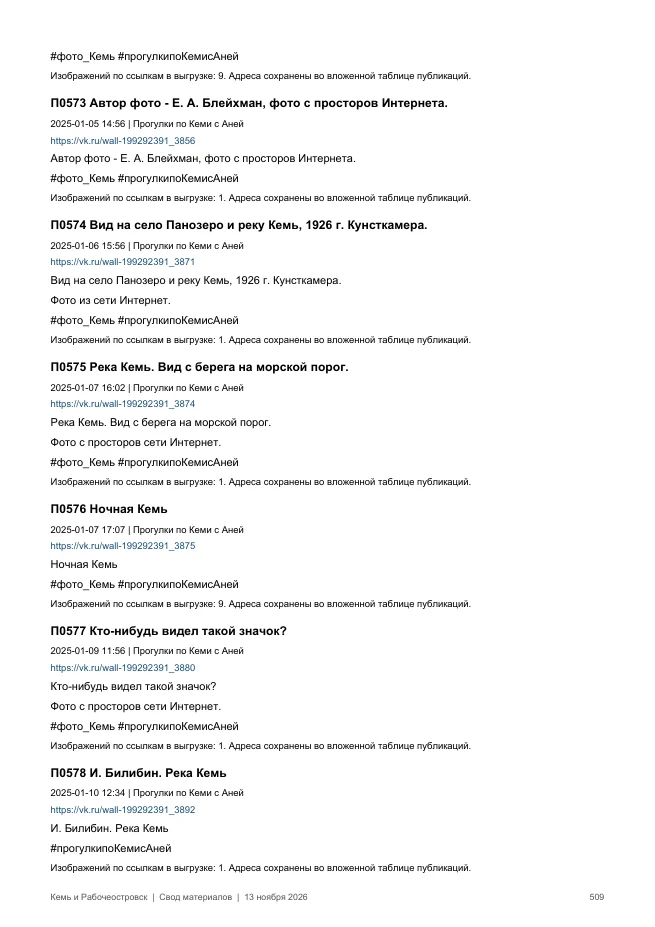 #фото_Кемь #прогулкипоКемисАней
Изображений по ссылкам в выгрузке: 9. Адреса сохранены во вложенной таблице публикаций.
П0573 Автор фото - Е. А. Блейхман, фото с просторов Интернета.
2025-01-05 14:56 | Прогулки по Кеми с Аней
https://vk.ru/wall-199292391_3856
Автор фото - Е. А. Блейхман, фото с просторов Интернета.
#фото_Кемь #прогулкипоКемисАней
Изображений по ссылкам в выгрузке: 1. Адреса сохранены во вложенной таблице публикаций.
П0574 Вид на село Панозеро и реку Кемь, 1926 г. Кунсткамера.
2025-01-06 15:56 | Прогулки по Кеми с Аней
https://vk.ru/wall-199292391_3871
Вид на село Панозеро и реку Кемь, 1926 г. Кунсткамера.
Фото из сети Интернет.
#фото_Кемь #прогулкипоКемисАней
Изображений по ссылкам в выгрузке: 1. Адреса сохранены во вложенной таблице публикаций.
П0575 Река Кемь. Вид с берега на морской порог.
2025-01-07 16:02 | Прогулки по Кеми с Аней
https://vk.ru/wall-199292391_3874
Река Кемь. Вид с берега на морской порог.
Фото с просторов сети Интернет.
#фото_Кемь #прогулкипоКемисАней
Изображений по ссылкам в выгрузке: 1. Адреса сохранены во вложенной таблице публикаций.
П0576 Ночная Кемь
2025-01-07 17:07 | Прогулки по Кеми с Аней
https://vk.ru/wall-199292391_3875
Ночная Кемь
#фото_Кемь #прогулкипоКемисАней
Изображений по ссылкам в выгрузке: 9. Адреса сохранены во вложенной таблице публикаций.
П0577 Кто-нибудь видел такой значок?
2025-01-09 11:56 | Прогулки по Кеми с Аней
https://vk.ru/wall-199292391_3880
Кто-нибудь видел такой значок?
Фото с просторов сети Интернет.
#фото_Кемь #прогулкипоКемисАней
Изображений по ссылкам в выгрузке: 1. Адреса сохранены во вложенной таблице публикаций.
П0578 И. Билибин. Река Кемь
2025-01-10 12:34 | Прогулки по Кеми с Аней
https://vk.ru/wall-199292391_3892
И. Билибин. Река Кемь
#прогулкипоКемисАней
Изображений по ссылкам в выгрузке: 1. Адреса сохранены во вложенной таблице публикаций.
Кемь и Рабочеостровск | Свод материалов | 13 ноября 2026 509